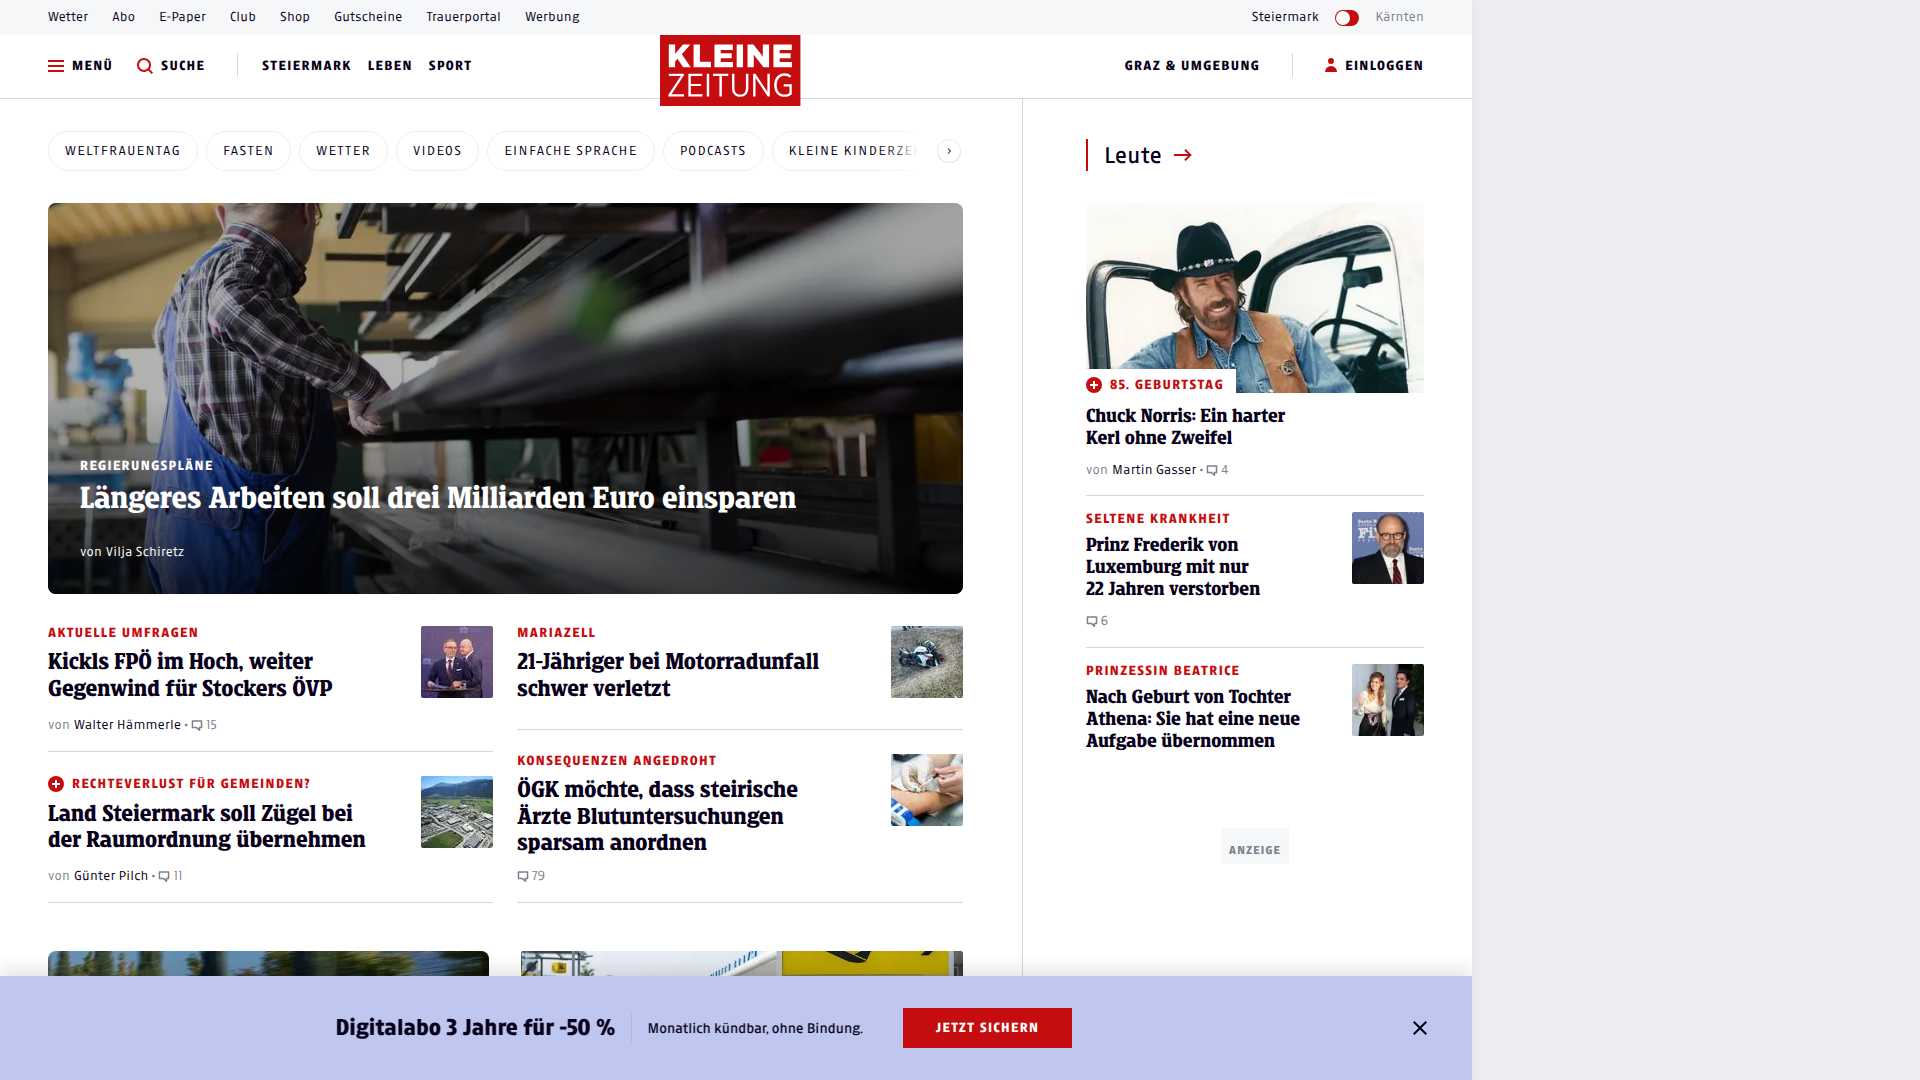 Wetter Abo E-Paper Club Shop Gutscheine Trauerportal Werbung Steiermark Kärnten
MENÜ SUCHE STEIERMARK LEBEN SPORT KLEINE ZEITUNG GRAZ & UMGEBUNG EINLOGGEN
WELTFRAUENTAG FASTEN WETTER VIDEOS EINFACHE SPRACHE PODCASTS KLEINE KINDERZE
REGIERUNGSPLÄNE
Längeres Arbeiten soll drei Milliarden Euro einsparen
von Vilja Schiretz
AKTUELLE UMFRAGEN
Kickls FPÖ im Hoch, weiter
Gegenwind für Stockers ÖVP
von Walter Hämmerle • 15
RECHTEVERLUST FÜR GEMEINDEN?
Land Steiermark soll Zügel bei
der Raumordnung übernehmen
von Günter Pilch • 11
MARIAZELL
21-Jähriger bei Motorradunfall
schwer verletzt
KONSEQUENZEN ANGEDROHT
ÖGK möchte, dass steirische
Ärzte Blutuntersuchungen
sparsam anordnen
79
Leute
85. GEBURTSTAG
Chuck Norris: Ein harter
Kerl ohne Zweifel
von Martin Gasser • 4
SELTENE KRANKHEIT
Prinz Frederik von
Luxemburg mit nur
22 Jahren verstorben
6
PRINZESSIN BEATRICE
Nach Geburt von Tochter
Athena: Sie hat eine neue
Aufgabe übernommen
ANZEIGE
Digitalabo 3 Jahre für -50 % Monatlich kündbar, ohne Bindung. JETZT SICHERN